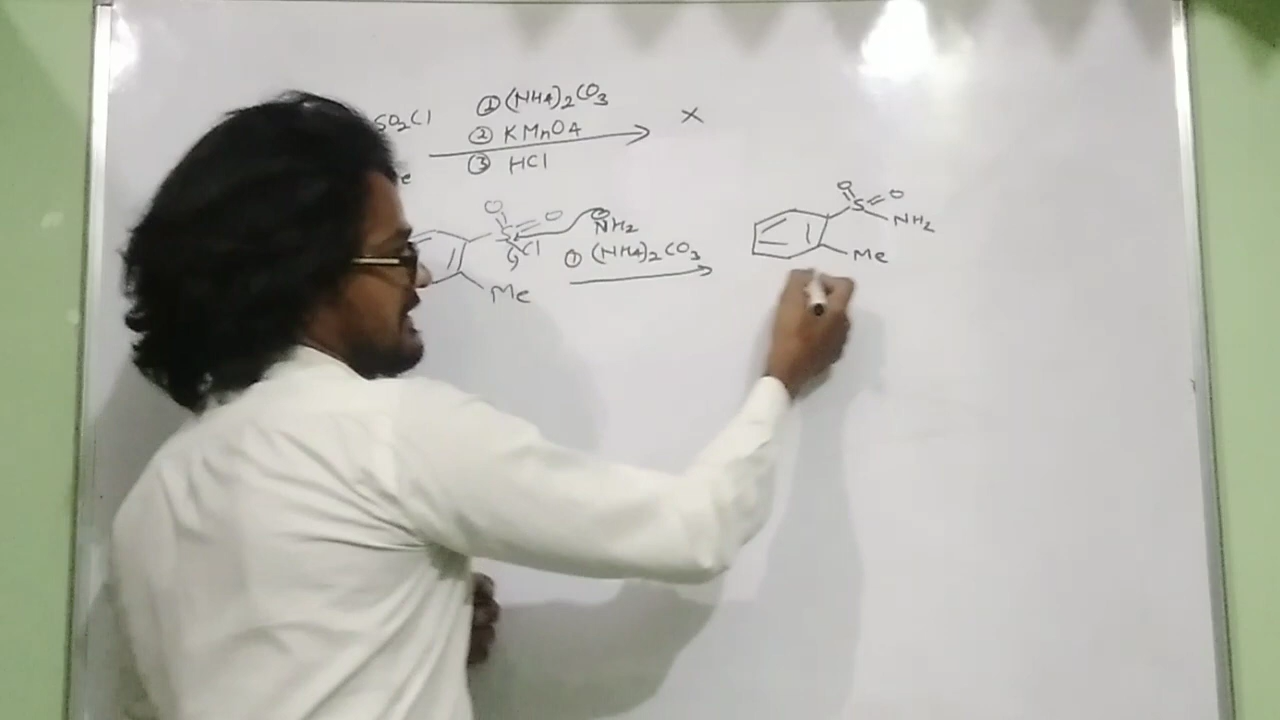 SO2Cl ① (NH4)2CO3 X
② KMnO4
③ HCl
e
O O NH2
S Cl
Me
① (NH4)2CO3
O O
S NH2
Me